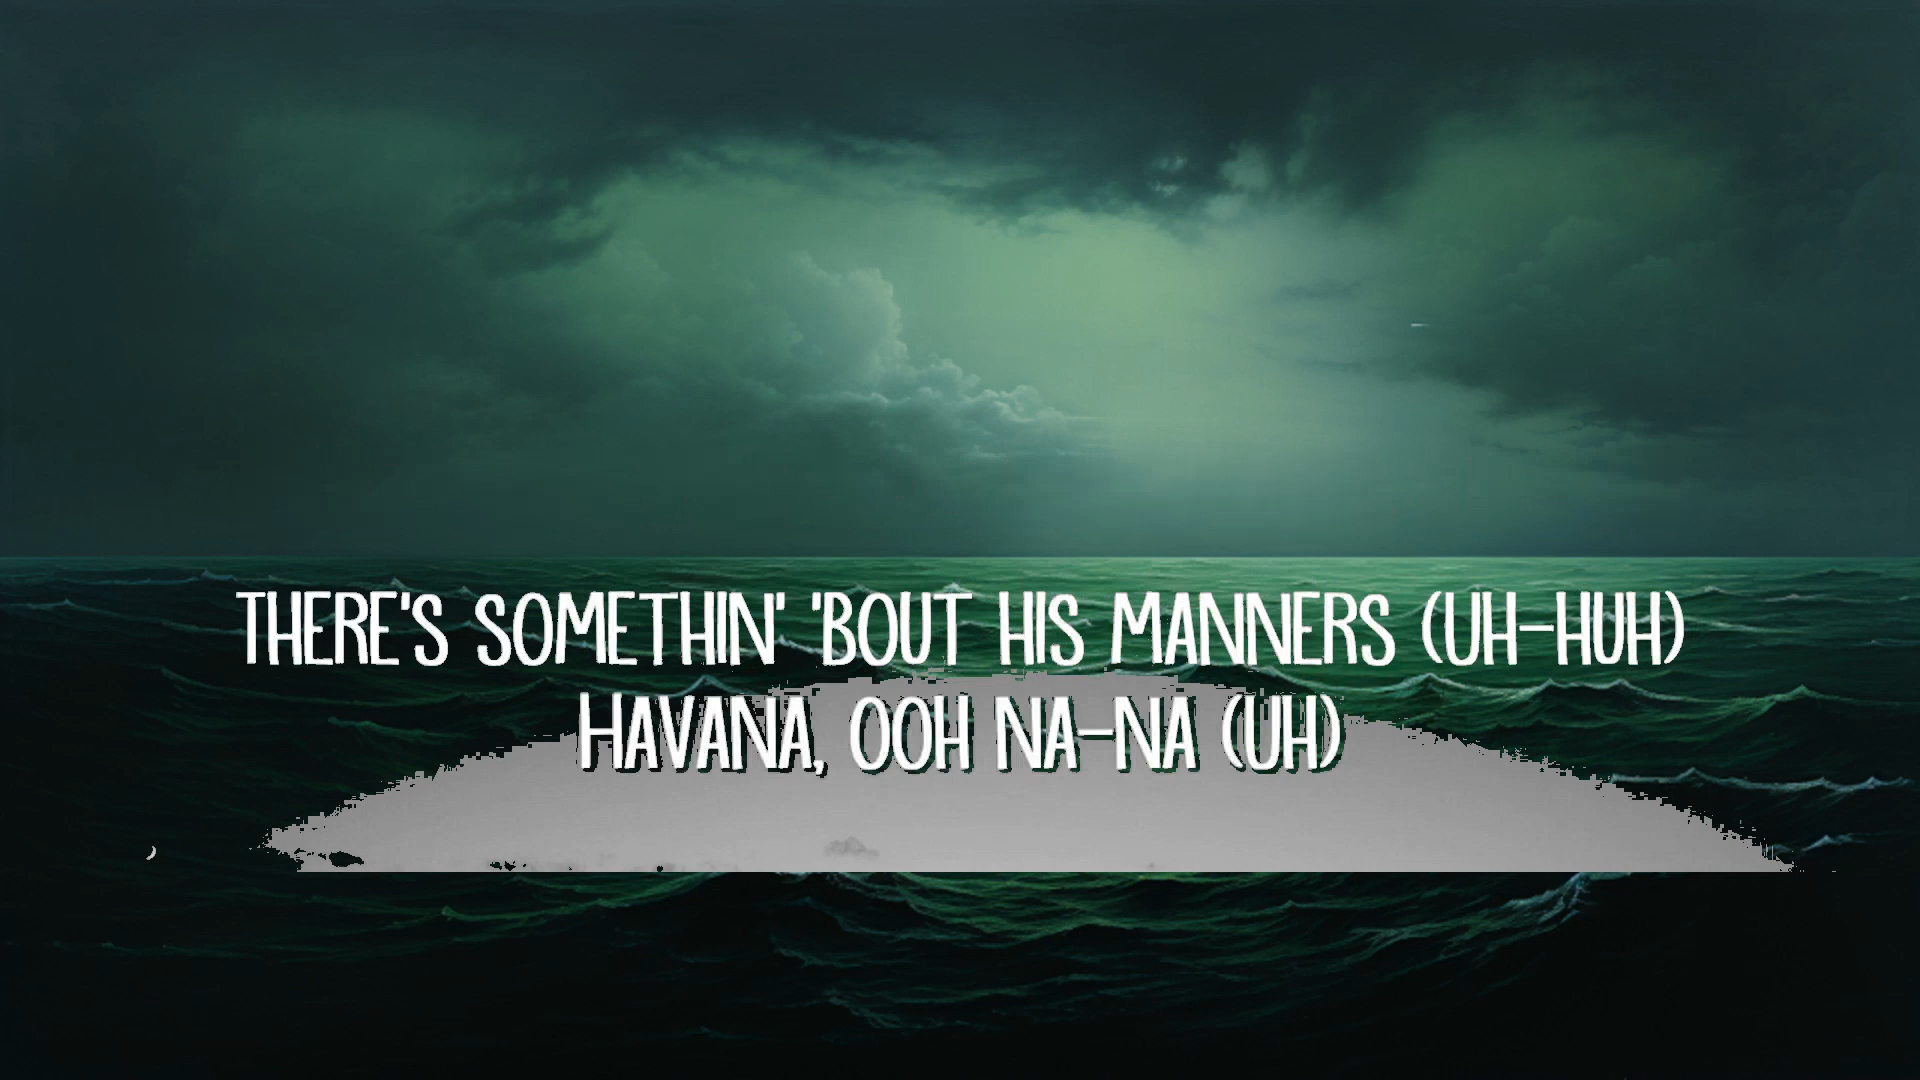 THERE'S SOMETHIN' 'BOUT HIS MANNERS (UH-HUH)
HAVANA, OOH NA-NA (UH)